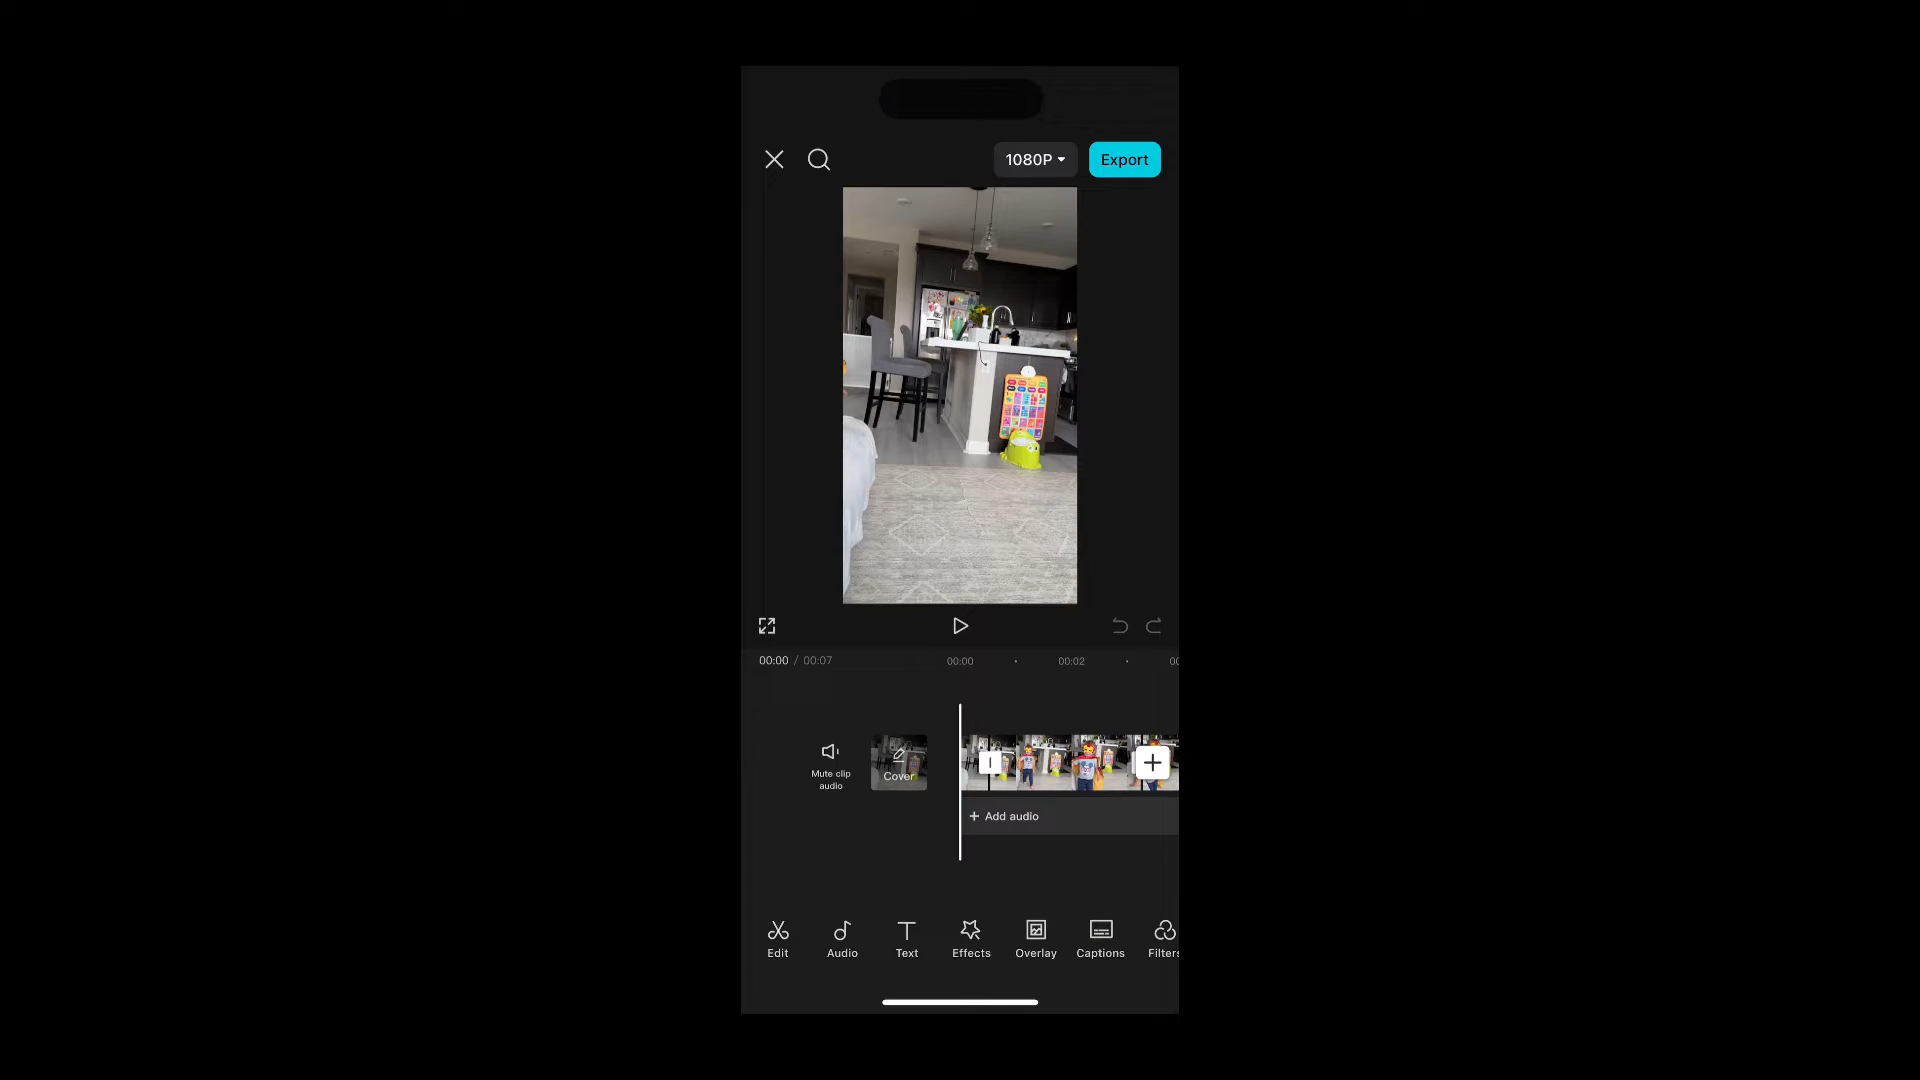 1080P
Export
00:00 / 00:07
00:00
00:02
Mute clip
audio
Cover
+ Add audio
Edit
Audio
Text
Effects
Overlay
Captions
Filters